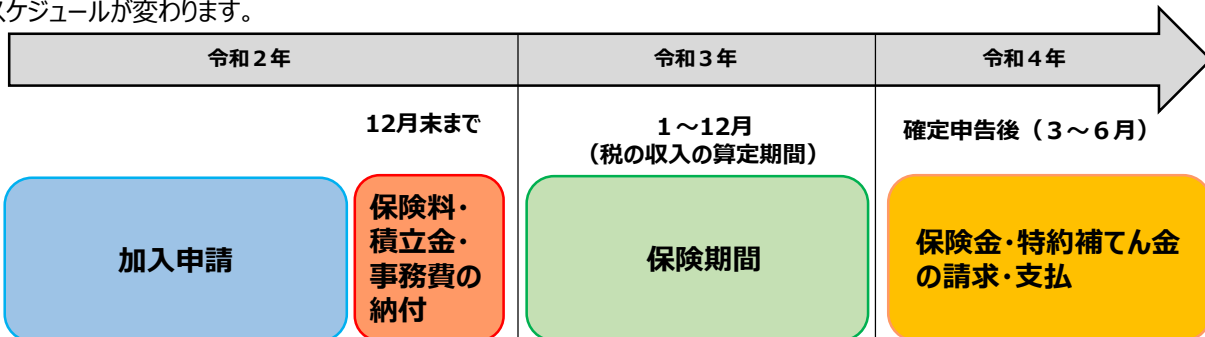 スケジュールが変わります。
令和２年
令和３年
令和４年
12月末まで
１～12月
（税の収入の算定期間）
確定申告後（３～６月）
加入申請
保険料・
積立金・
事務費の
納付
保険期間
保険金・特約補てん金
の請求・支払